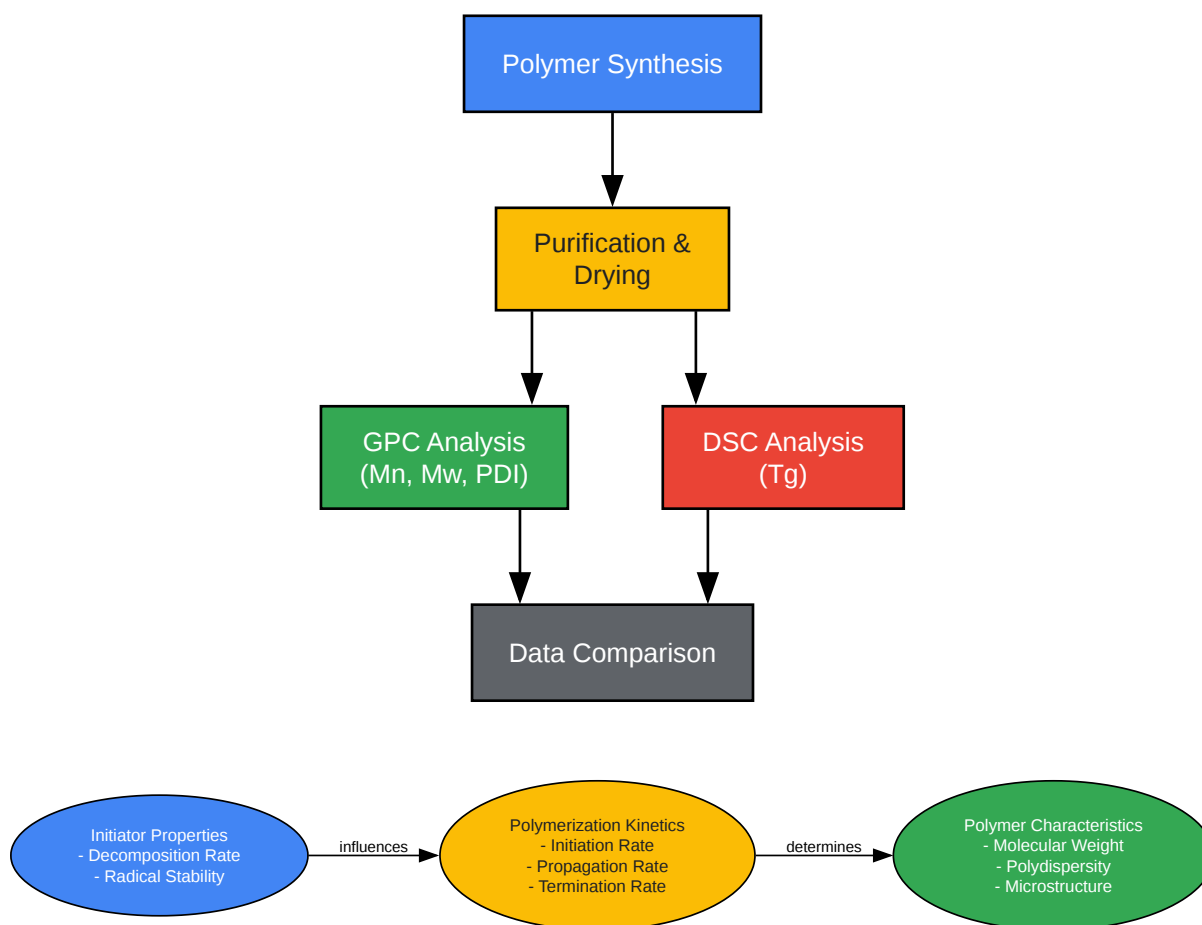 Polymer Synthesis
Purification &
Drying
GPC Analysis
(Mn, Mw, PDI)
DSC Analysis
(Tg)
Data Comparison
Initiator Properties
- Decomposition Rate
- Radical Stability
influences
Polymerization Kinetics
- Initiation Rate
- Propagation Rate
- Termination Rate
determines
Polymer Characteristics
- Molecular Weight
- Polydispersity
- Microstructure